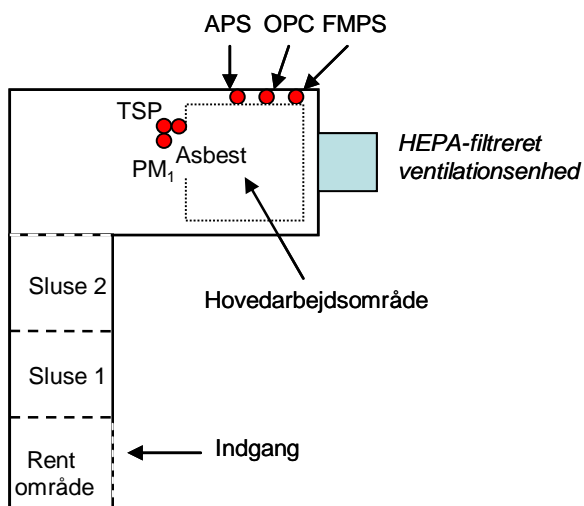 APS OPC FMPS
TSP
Asbest
PM₁
HEPA-filtreret
ventilationsenhed
Hovedarbejdsområde
Sluse 2
Sluse 1
Indgang
Rent
område